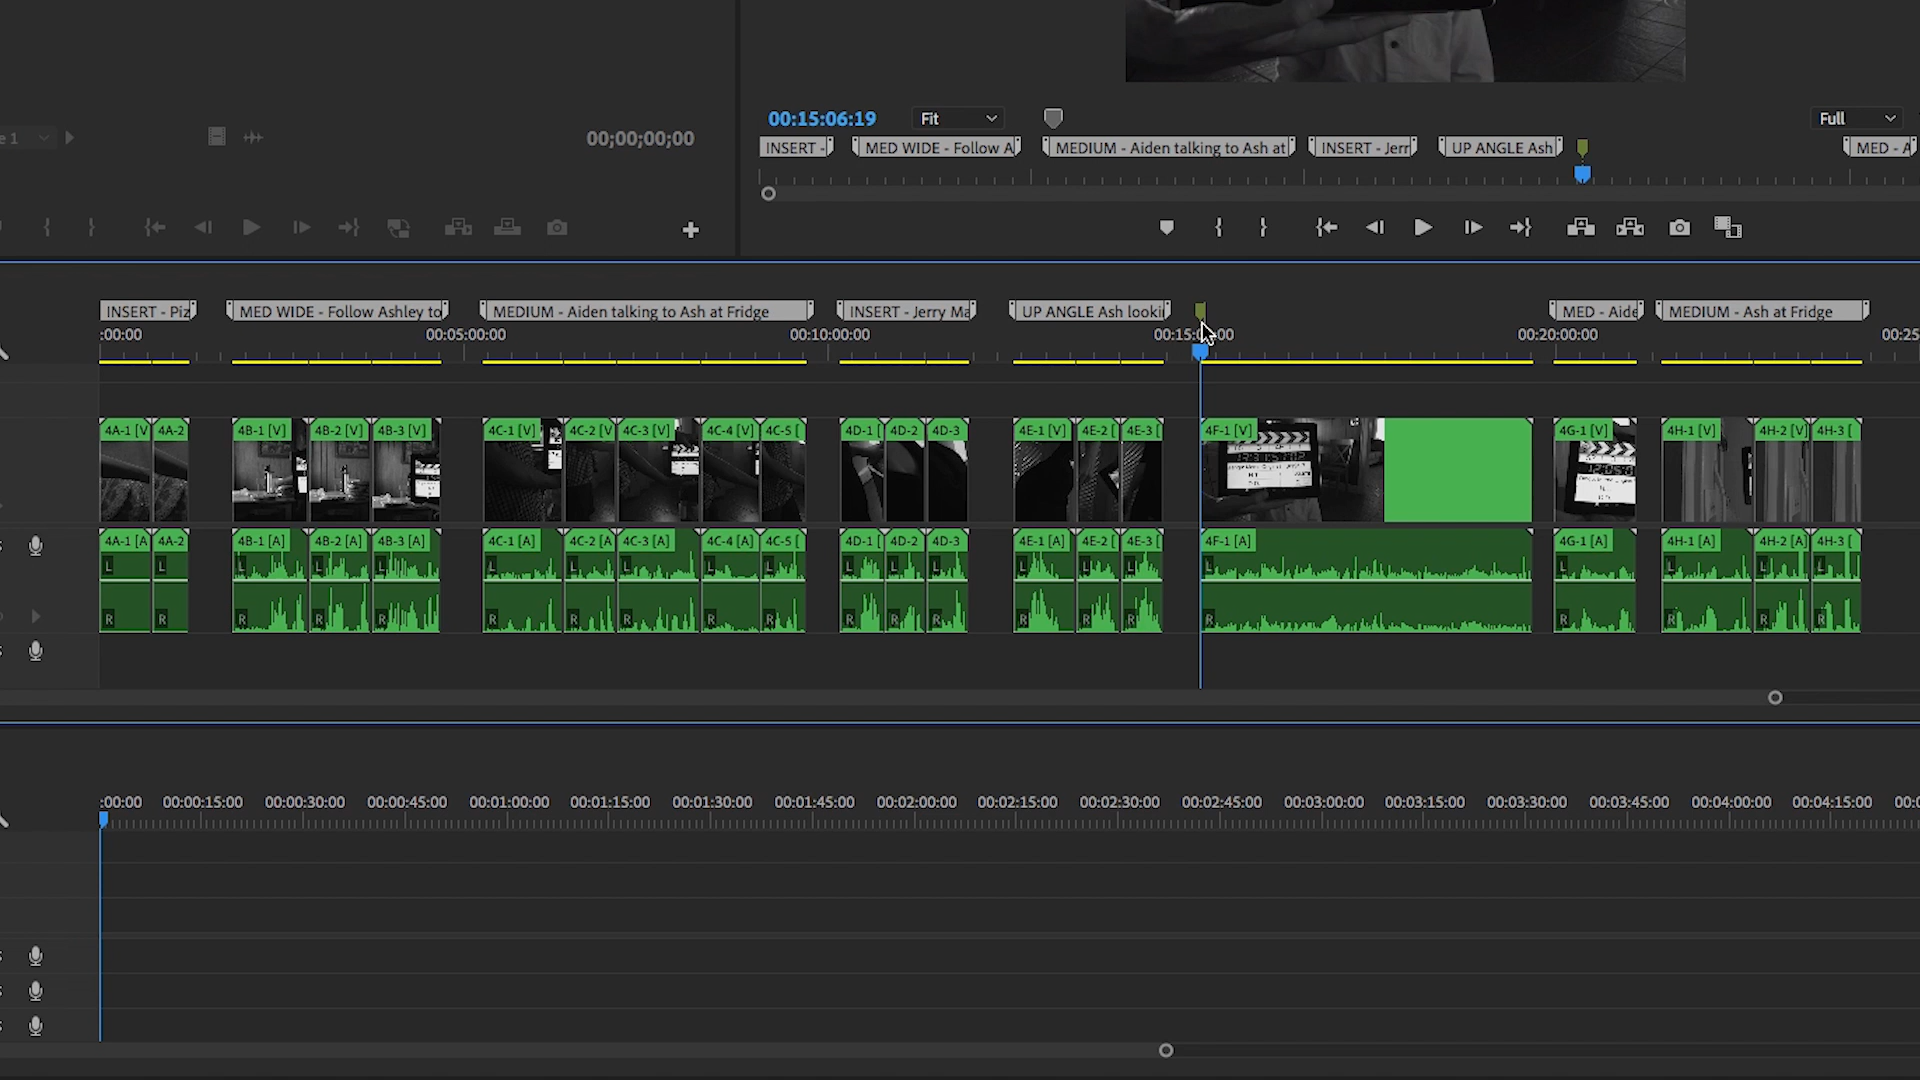 e 1
00;00;00;00
00:15:06:19
Fit
Full
INSERT -
MED WIDE - Follow A
MEDIUM - Aiden talking to Ash at
INSERT - Jerr
UP ANGLE Ash
MED - A
INSERT - Piz
MED WIDE - Follow Ashley to
MEDIUM - Aiden talking to Ash at Fridge
INSERT - Jerry Ma
UP ANGLE Ash looki
MED - Aide
MEDIUM - Ash at Fridge
:00:00 00:05:00:00 00:10:00:00 00:20:00:00 00:25
4A-1 [V 4A-2 4B-1 [V] 4B-2 [V] 4B-3 [V] 4C-1 [V] 4C-2 [V 4C-3 [V] 4C-4 [V] 4C-5 [ 4D-1 [ 4D-2 4D-3 4E-1 [V] 4E-2 [ 4E-3 [ 4F-1 [V] 4G-1 [V] 4H-1 [V] 4H-2 [V] 4H-3 [
4A-1 [A 4A-2 4B-1 [A] 4B-2 [A] 4B-3 [A] 4C-1 [A] 4C-2 [A 4C-3 [A] 4C-4 [A] 4C-5 [ 4D-1 [ 4D-2 4D-3 4E-1 [A] 4E-2 [ 4E-3 [ 4F-1 [A] 4G-1 [A] 4H-1 [A] 4H-2 [A] 4H-3 [
L L L L L L L L L L L L L L L L L L L L L
R R R R R R R R R R R R R R R R R R R R R
:00:00 00:00:15:00 00:00:30:00 00:00:45:00 00:01:00:00 00:01:15:00 00:01:30:00 00:01:45:00 00:02:00:00 00:02:15:00 00:02:30:00 00:02:45:00 00:03:00:00 00:03:15:00 00:03:30:00 00:03:45:00 00:04:00:00 00:04:15:00 00:0